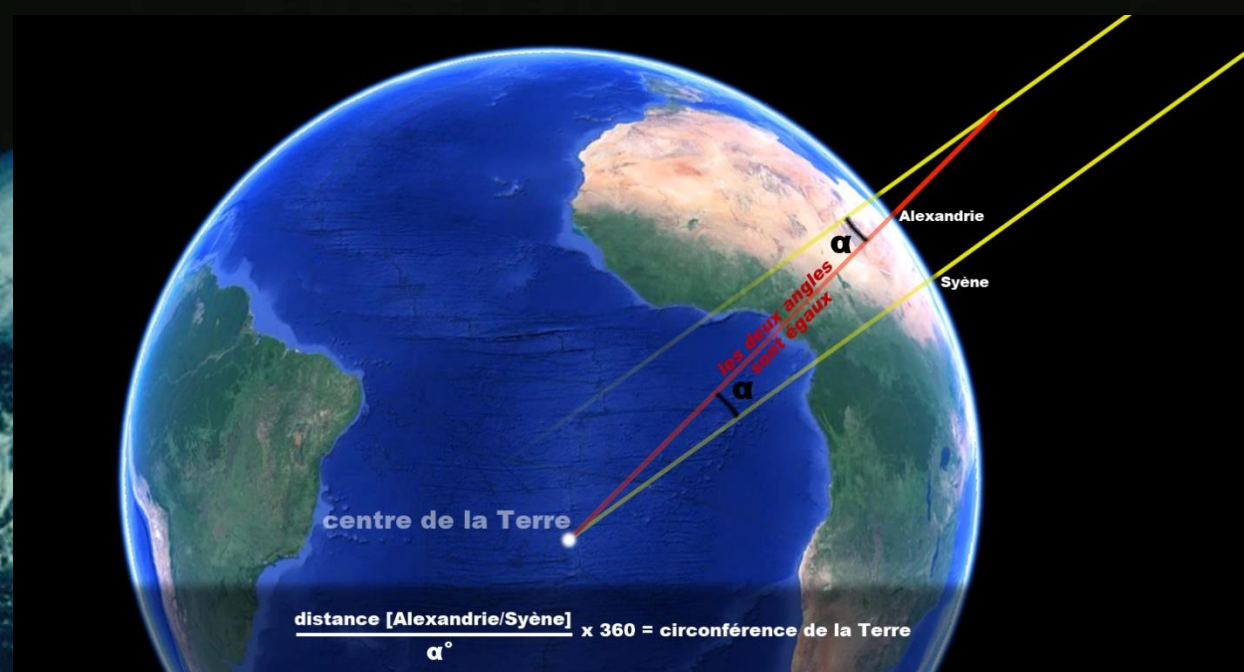 Alexandrie
α
Syène
les deux angles
sont égaux
α
centre de la Terre
distance [Alexandrie/Syène]
x 360 = circonférence de la Terre
α°